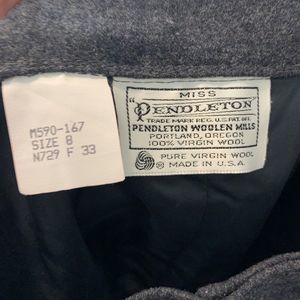 M590-167
SIZE 8
N729 F 33
MISS
"PENDLETON"
TRADE MARK REG. U.S. PAT. OFF.
PENDLETON WOOLEN MILLS
PORTLAND, OREGON
100% VIRGIN WOOL
PURE VIRGIN WOOL
® MADE IN U.S.A.